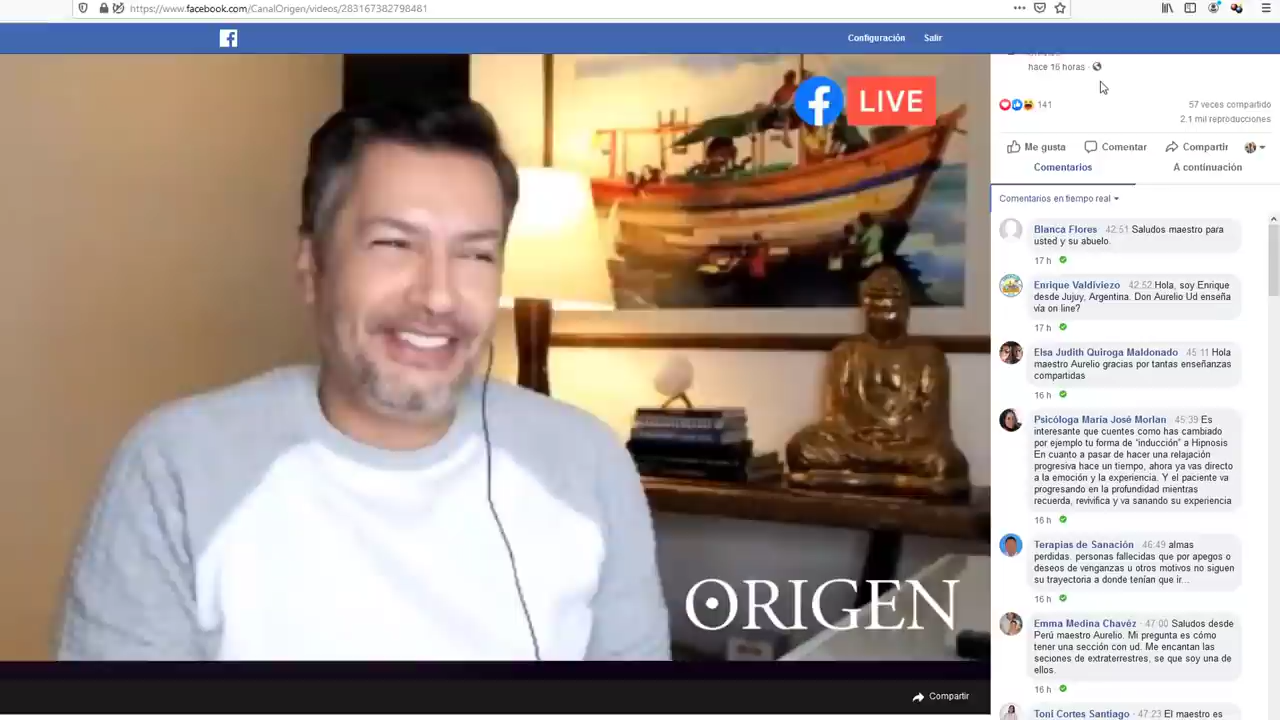 https://www.facebook.com/CanalOrigen/videos/283167382798481
Configuración
Salir
LIVE
ORIGEN
Compartir
hace 16 horas ·
141
57 veces compartido
2.1 mil reproducciones
Me gusta
Comentar
Compartir
Comentarios
A continuación
Comentarios en tiempo real
Blanca Flores 42:51 Saludos maestro para
usted y su abuelo.
17 h
Enrique Valdiviezo 42:52 Hola, soy Enrique
desde Jujuy, Argentina. Don Aurelio Ud enseña
vía on line?
17 h
Elsa Judith Quiroga Maldonado 45:11 Hola
maestro Aurelio gracias por tantas enseñanzas
compartidas
16 h
Psicóloga María José Morlan 45:39 Es
interesante que cuentes como has cambiado
por ejemplo tu forma de "inducción" a Hipnosis
En cuanto a pasar de hacer una relajación
progresiva hace un tiempo, ahora ya vas directo
a la emoción y la experiencia. Y el paciente va
progresando en la profundidad mientras
recuerda, revivifica y va sanando su experiencia
16 h
Terapias de Sanación 46:49 almas
perdidas. personas fallecidas que por apegos o
deseos de venganzas u otros motivos no siguen
su trayectoria a donde tenían que ir...
16 h
Emma Medina Chavéz · 47:00 Saludos desde
Perú maestro Aurelio. Mi pregunta es cómo
tener una sección con ud. Me encantan las
seciones de extraterrestres, se que soy una de
ellos.
16 h
Toni Cortes Santiago · 47:23 El maestro es